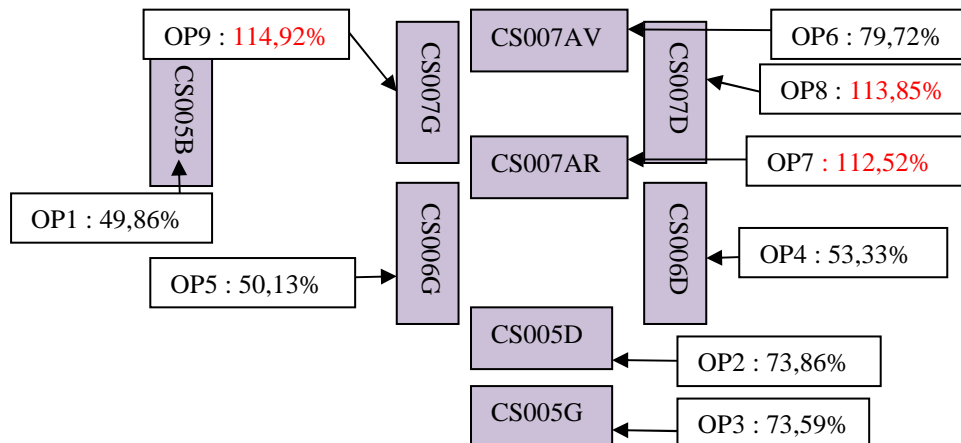 OP9 : 114,92%
CS007AV
OP6 : 79,72%
CS005B
CS007G
CS007D
OP8 : 113,85%
CS007AR
OP7 : 112,52%
OP1 : 49,86%
CS006G
CS006D
OP4 : 53,33%
OP5 : 50,13%
CS005D
OP2 : 73,86%
CS005G
OP3 : 73,59%